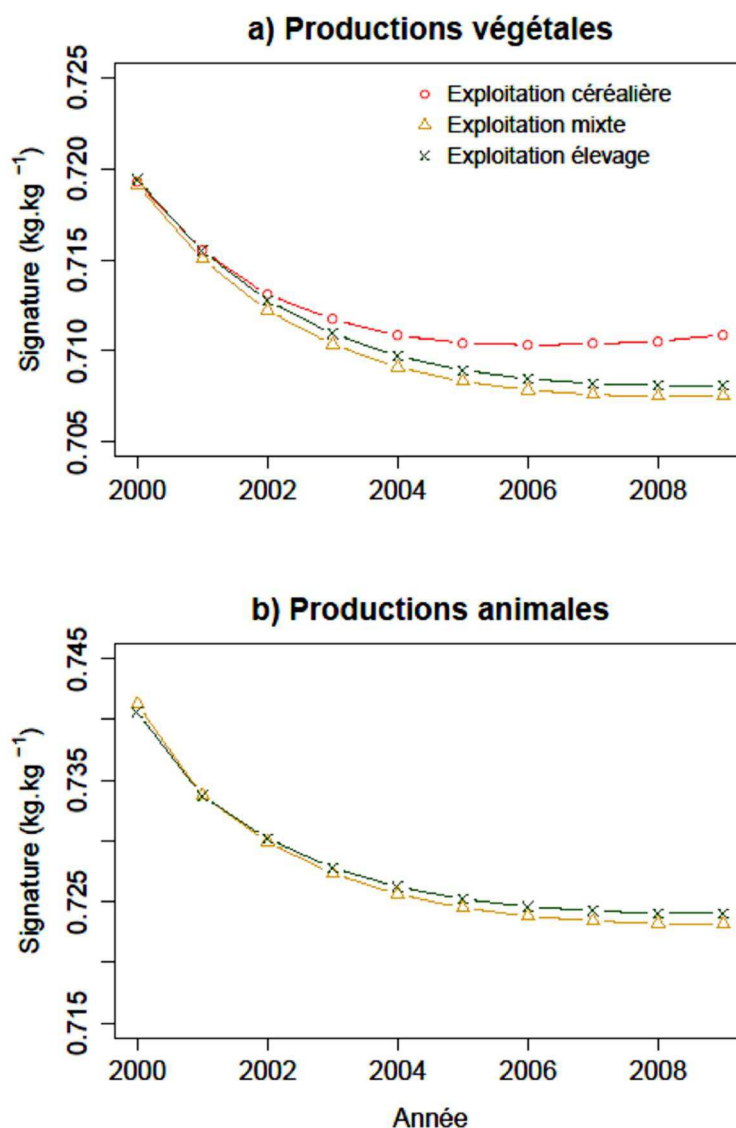 a) Productions végétales
Exploitation céréalière
Exploitation mixte
Exploitation élevage
Signature (kg.kg ⁻¹)
0.725
0.720
0.715
0.710
0.705
2000 2002 2004 2006 2008
b) Productions animales
Signature (kg.kg ⁻¹)
0.745
0.735
0.725
0.715
2000 2002 2004 2006 2008
Année